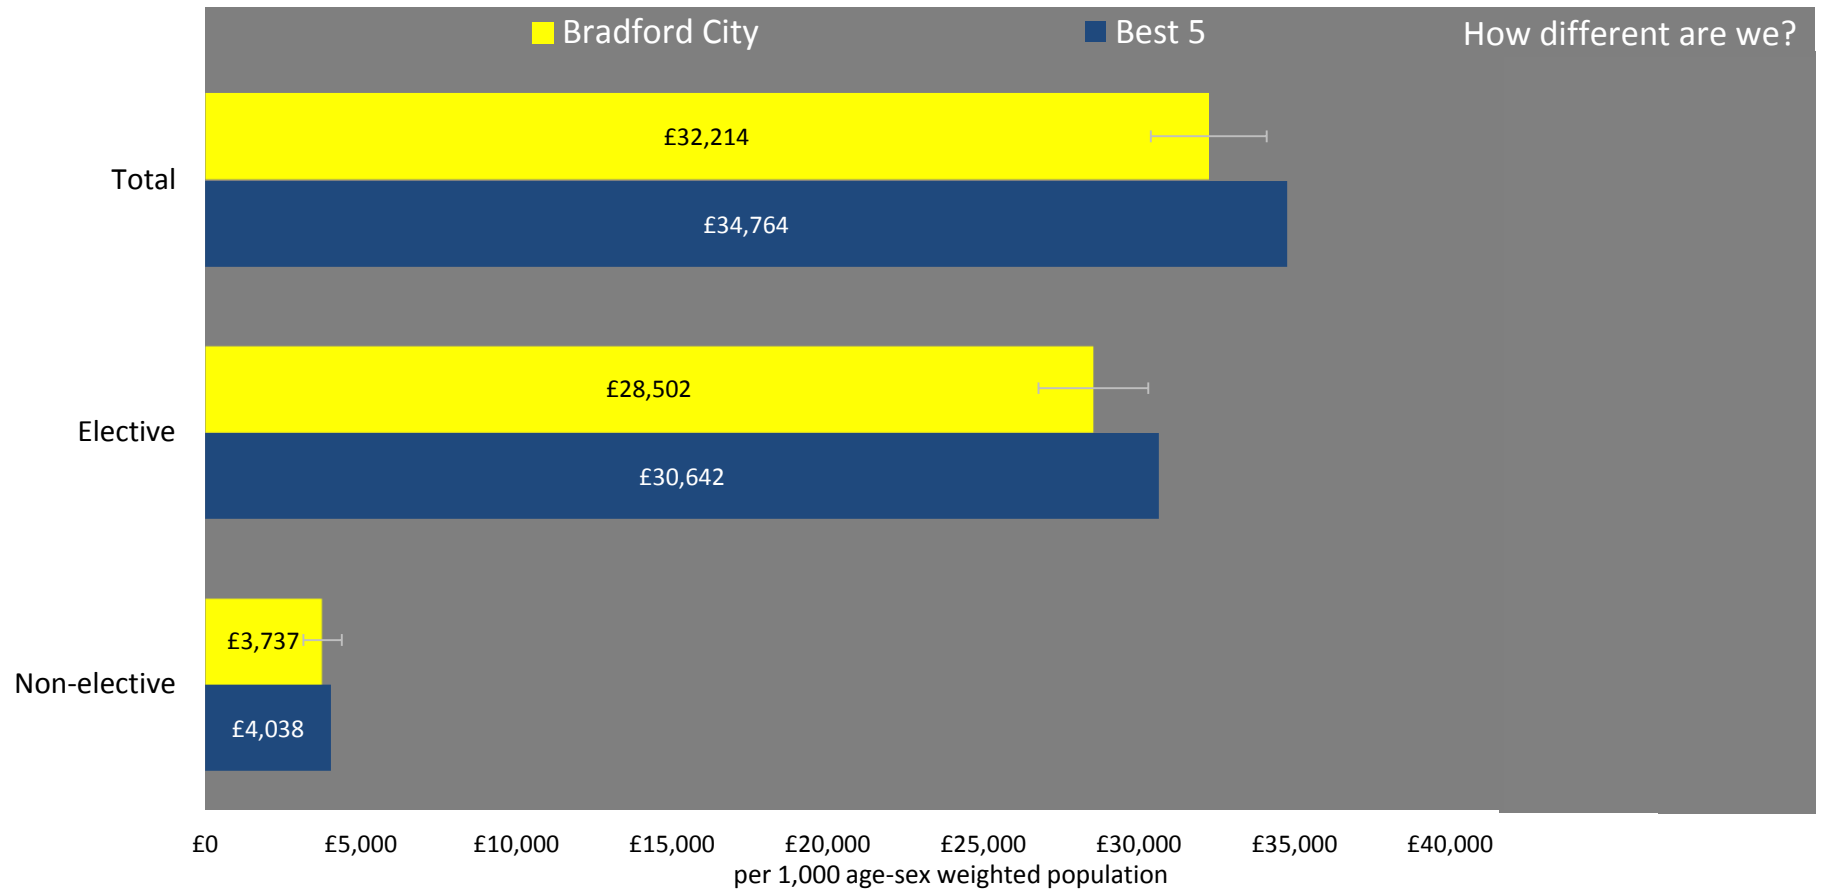 Bradford City
Best 5
How different are we?
Total
£32,214
£34,764
Elective
£28,502
£30,642
Non-elective
£3,737
£4,038
£0 £5,000 £10,000 £15,000 £20,000 £25,000 £30,000 £35,000 £40,000
per 1,000 age-sex weighted population